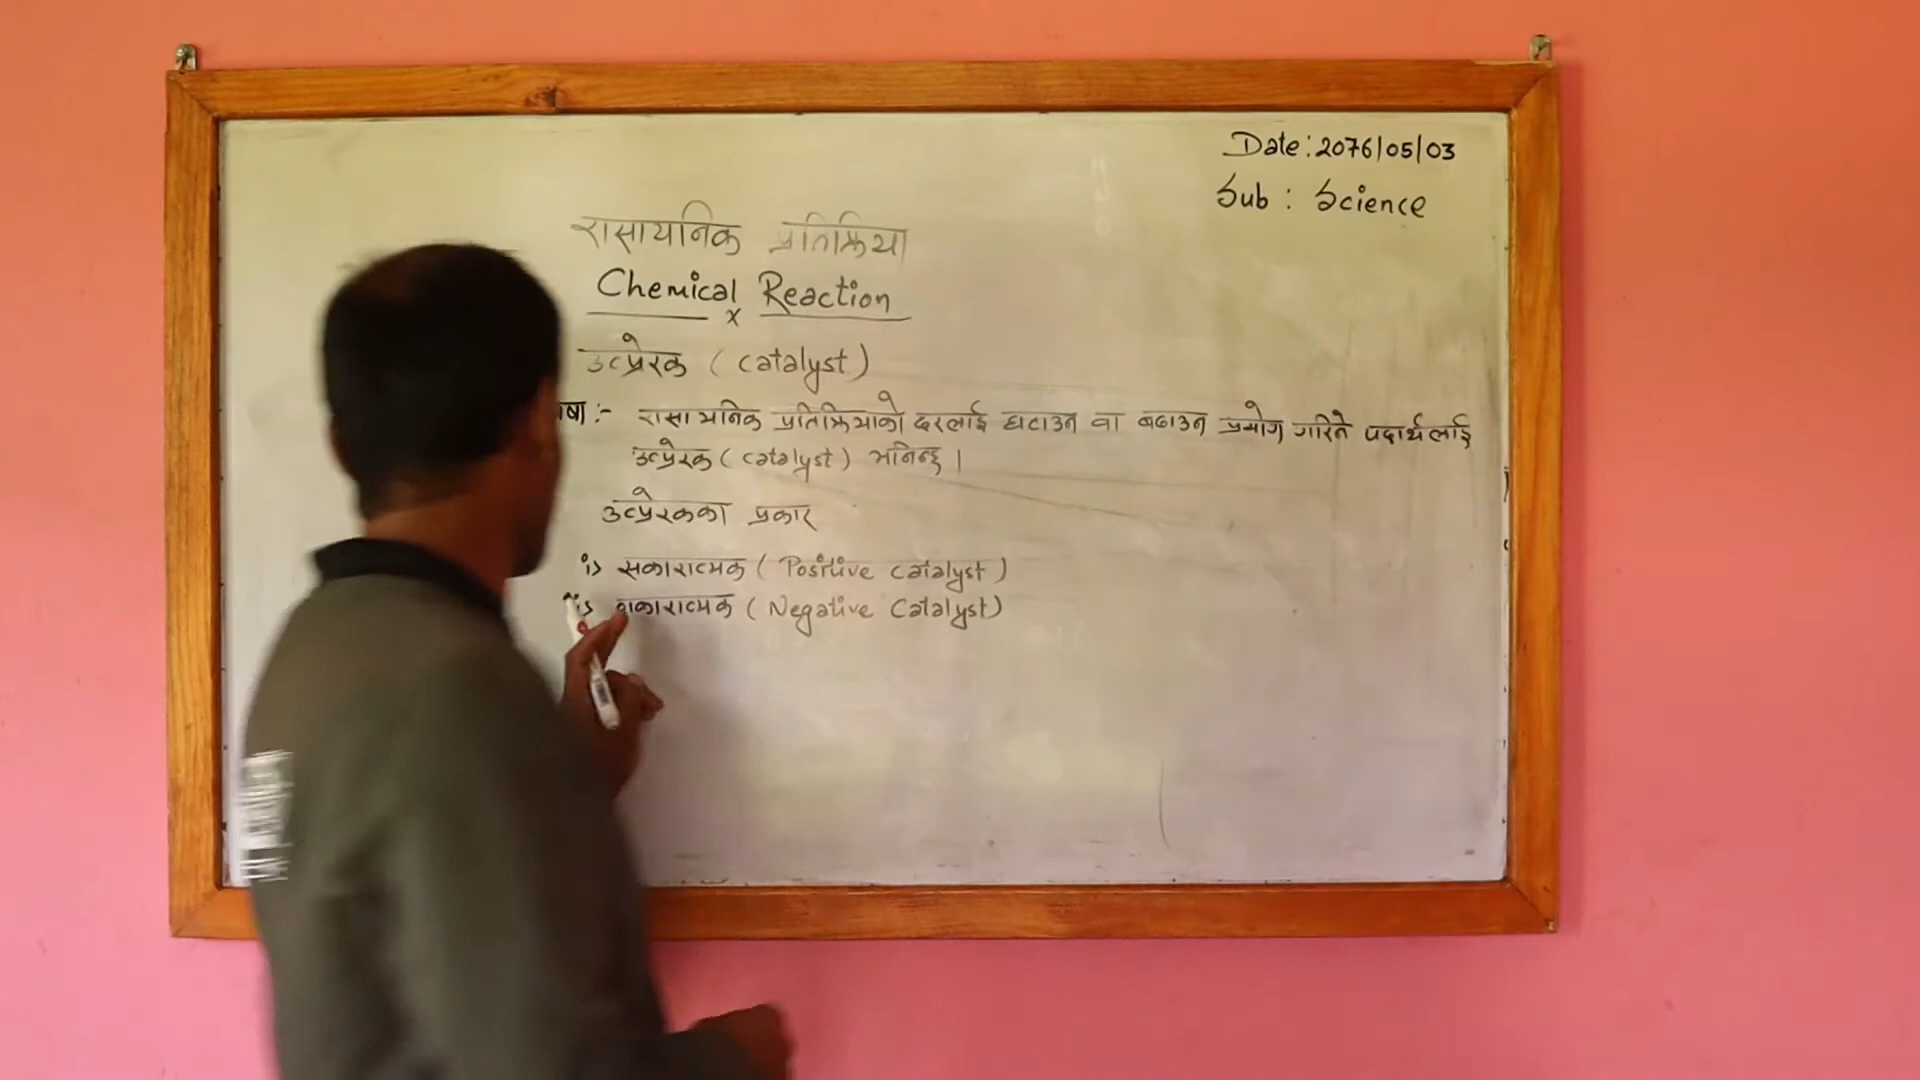 Date: 2076/05/03
Sub : Science
रासायनिक प्रतिक्रिया
Chemical Reaction
x
उत्प्रेरक ( catalyst )
षा :- रासायनिक प्रतिक्रियाको दरलाई घटाउन वा बढाउन प्रयोग गरिने पदार्थलाई
उत्प्रेरक ( catalyst ) भनिन्छ ।
उत्प्रेरकका प्रकार
i> सकारात्मक ( Positive catalyst )
ii> नकारात्मक ( Negative Catalyst )